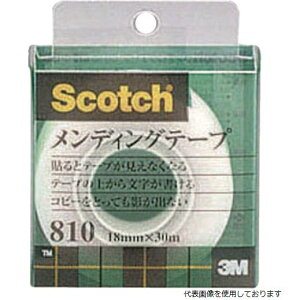 Scotch
メンディングテープ
貼るとテープが見えなくなる
テープの上から文字が書ける
コピーをとっても影が出ない
810 18mm×30m
TM
3M
代表画像を使用しております